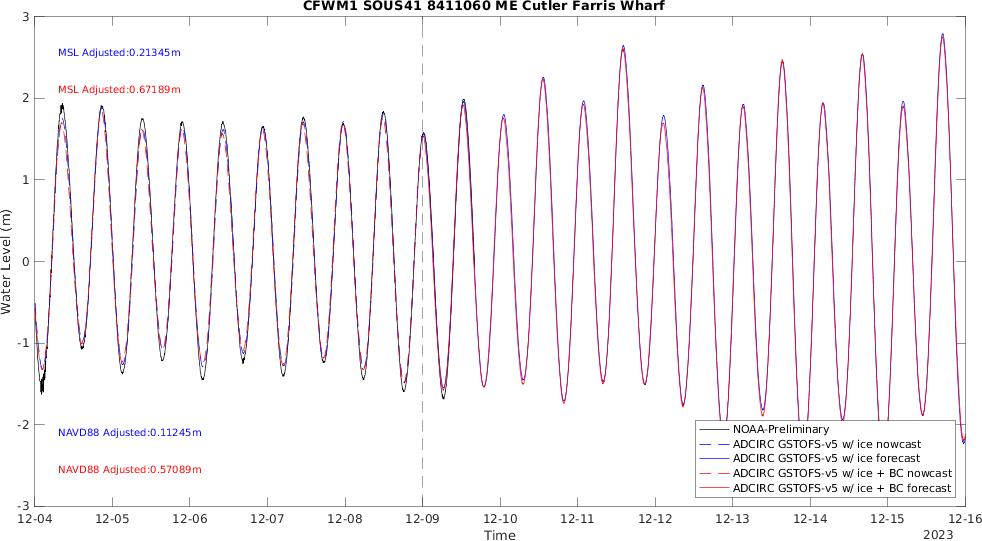 CFWM1 SOUS41 8411060 ME Cutler Farris Wharf
3
2
1
0
-1
-2
-3
Water Level (m)
MSL Adjusted:0.21345m
MSL Adjusted:0.67189m
NAVD88 Adjusted:0.11245m
NAVD88 Adjusted:0.57089m
NOAA-Preliminary
ADCIRC GSTOFS-v5 w/ ice nowcast
ADCIRC GSTOFS-v5 w/ ice forecast
ADCIRC GSTOFS-v5 w/ ice + BC nowcast
ADCIRC GSTOFS-v5 w/ ice + BC forecast
12-04 12-05 12-06 12-07 12-08 12-09 12-10 12-11 12-12 12-13 12-14 12-15 12-16
Time
2023